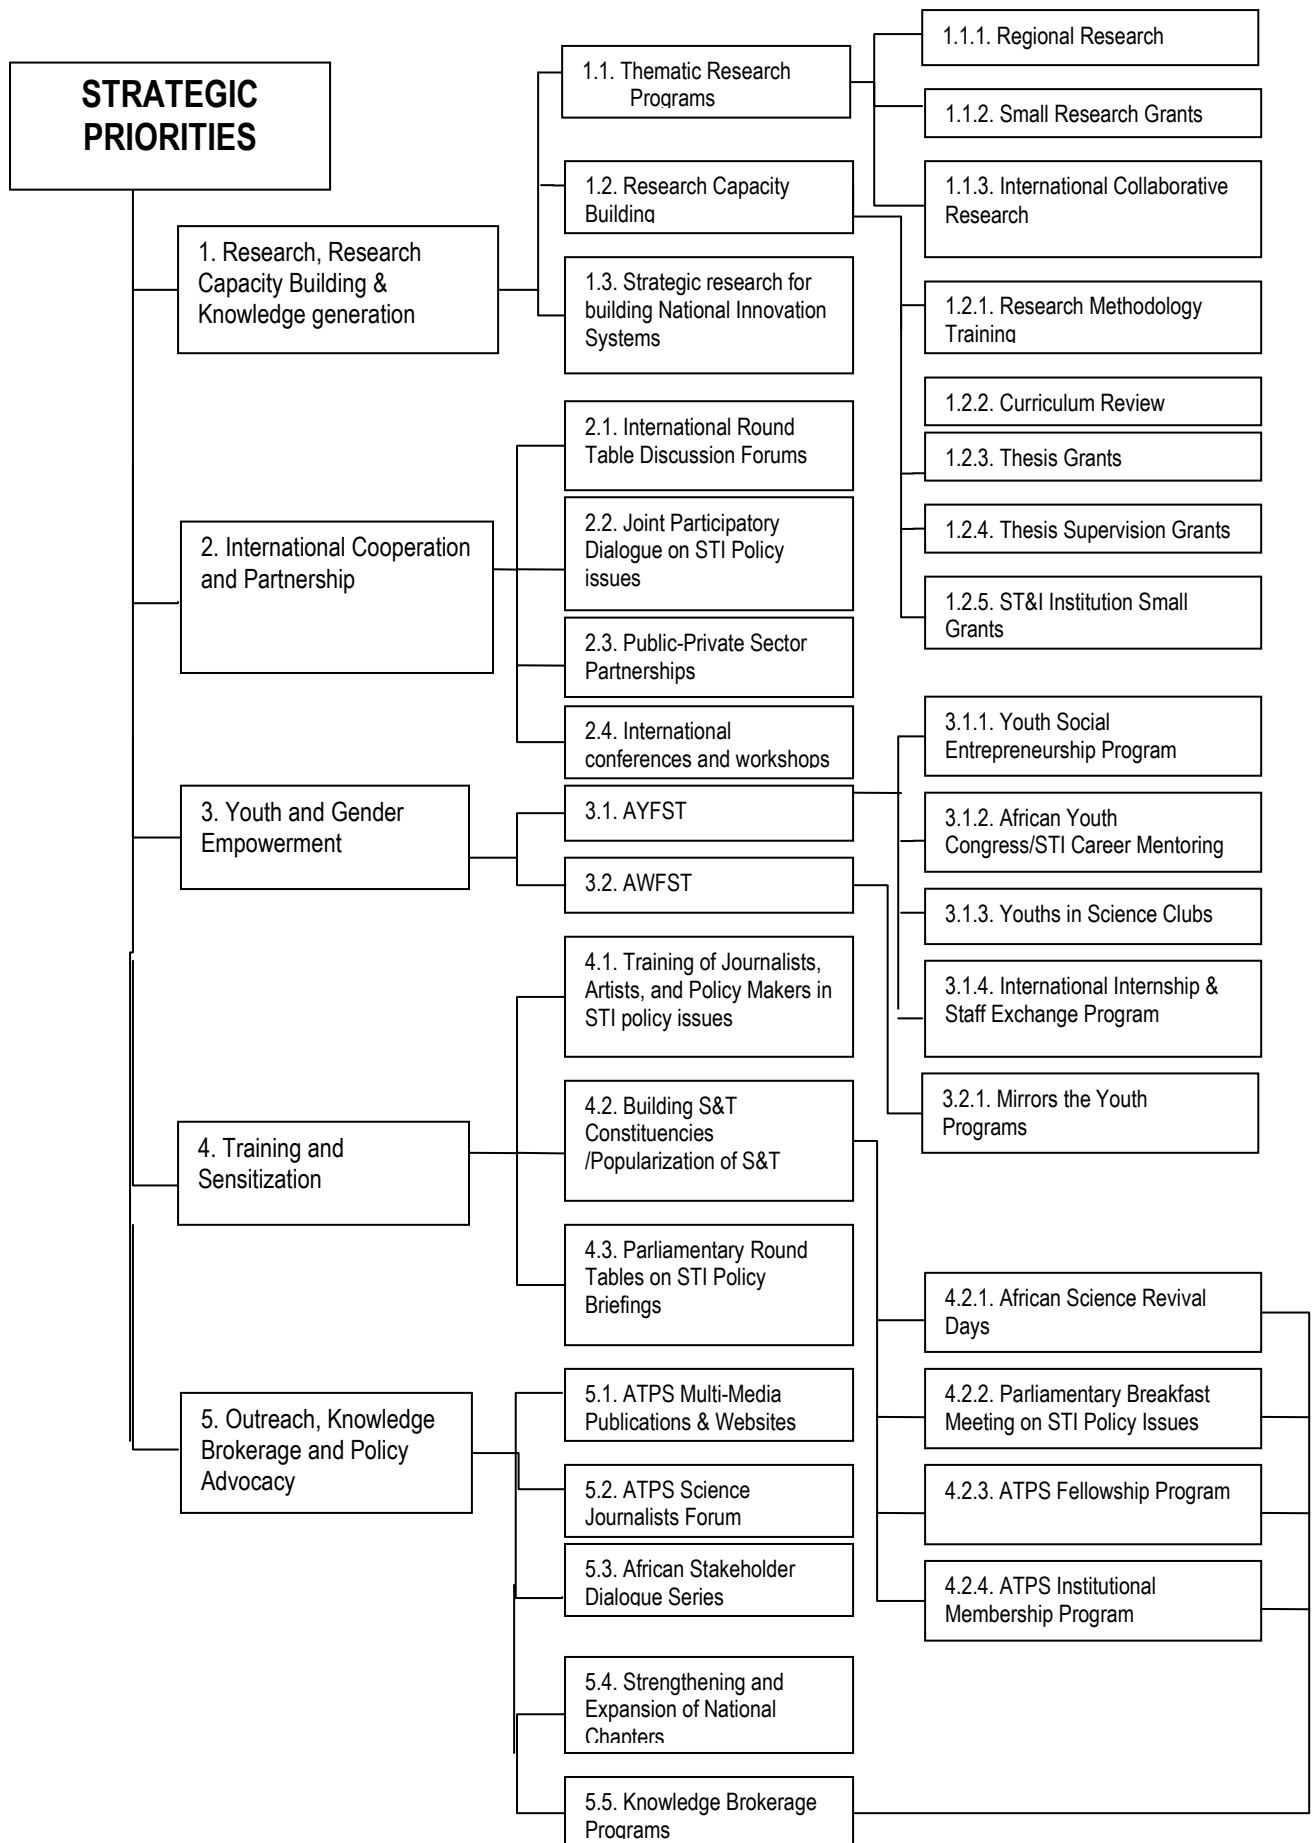 STRATEGIC
PRIORITIES
1. Research, Research
Capacity Building &
Knowledge generation
1.1. Thematic Research
Programs
1.1.1. Regional Research
1.1.2. Small Research Grants
1.1.3. International Collaborative
Research
1.2. Research Capacity
Building
1.2.1. Research Methodology
Training
1.2.2. Curriculum Review
1.2.3. Thesis Grants
1.2.4. Thesis Supervision Grants
1.2.5. ST&I Institution Small
Grants
1.3. Strategic research for
building National Innovation
Systems
2. International Cooperation
and Partnership
2.1. International Round
Table Discussion Forums
2.2. Joint Participatory
Dialogue on STI Policy
issues
2.3. Public-Private Sector
Partnerships
2.4. International
conferences and workshops
3. Youth and Gender
Empowerment
3.1. AYFST
3.1.1. Youth Social
Entrepreneurship Program
3.1.2. African Youth
Congress/STI Career Mentoring
3.1.3. Youths in Science Clubs
3.1.4. International Internship &
Staff Exchange Program
3.2. AWFST
3.2.1. Mirrors the Youth
Programs
4. Training and
Sensitization
4.1. Training of Journalists,
Artists, and Policy Makers in
STI policy issues
4.2. Building S&T
Constituencies
/Popularization of S&T
4.2.1. African Science Revival
Days
4.2.2. Parliamentary Breakfast
Meeting on STI Policy Issues
4.2.3. ATPS Fellowship Program
4.2.4. ATPS Institutional
Membership Program
4.3. Parliamentary Round
Tables on STI Policy
Briefings
5. Outreach, Knowledge
Brokerage and Policy
Advocacy
5.1. ATPS Multi-Media
Publications & Websites
5.2. ATPS Science
Journalists Forum
5.3. African Stakeholder
Dialogue Series
5.4. Strengthening and
Expansion of National
Chapters
5.5. Knowledge Brokerage
Programs